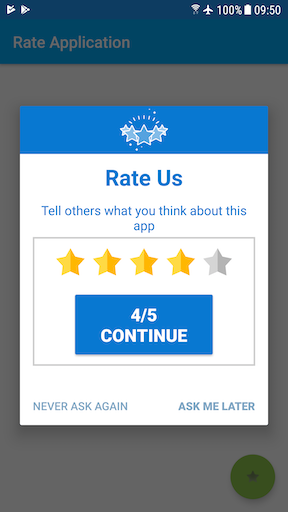 100% 09:50
Rate Application
Rate Us
Tell others what you think about this
app
4/5
CONTINUE
NEVER ASK AGAIN
ASK ME LATER